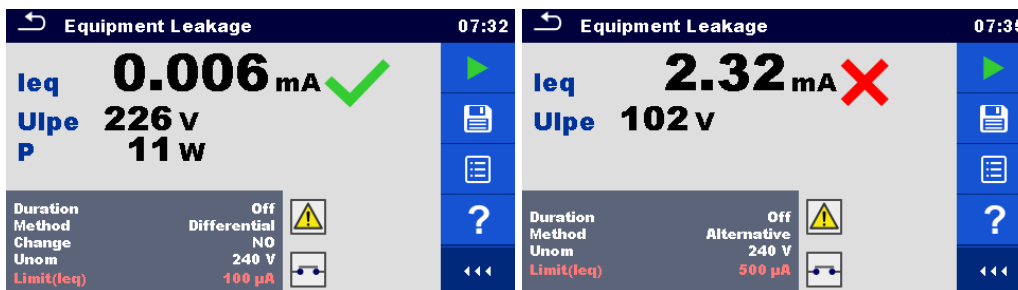 Equipment Leakage 07:32
Ieq 0.006 mA
Ulpe 226 V
P 11 W
Duration Off
Method Differential
Change NO
Unom 240 V
Limit(Ieq) 100 µA
?
Equipment Leakage 07:35
Ieq 2.32 mA
Ulpe 102 V
Duration Off
Method Alternative
Unom 240 V
Limit(Ieq) 500 µA
?